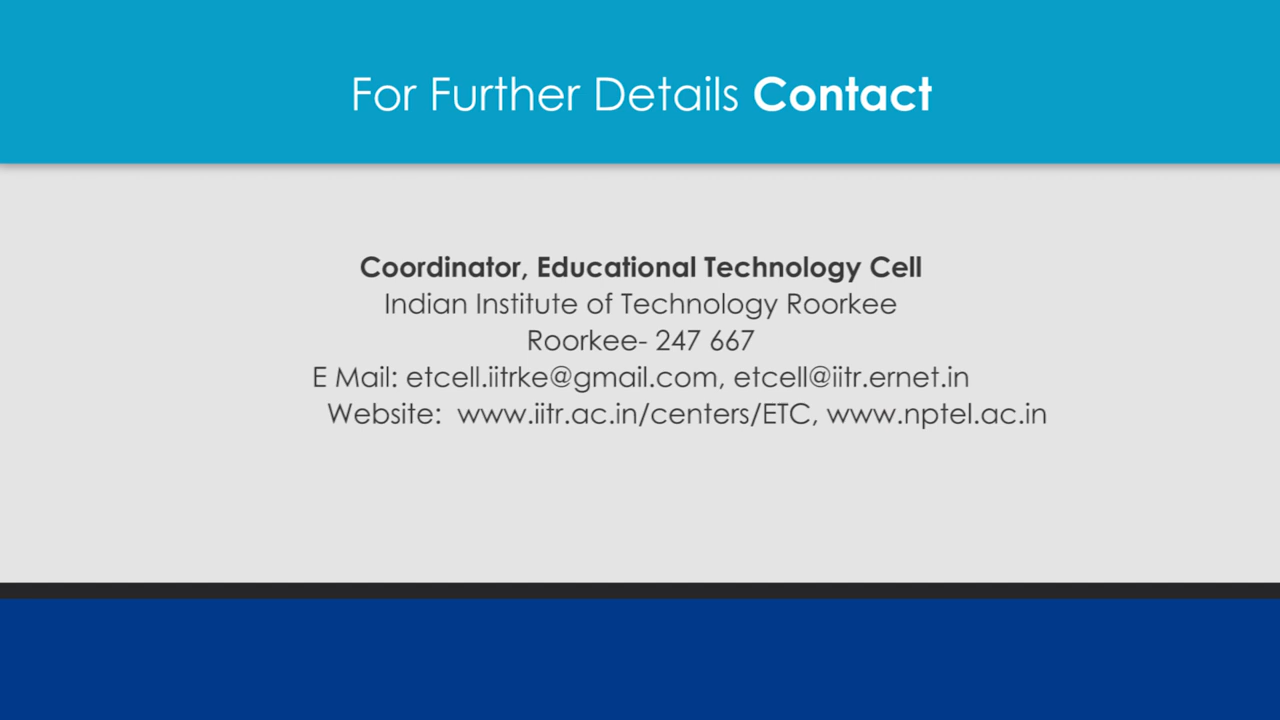 For Further Details Contact
Coordinator, Educational Technology Cell
Indian Institute of Technology Roorkee
Roorkee- 247 667
E Mail: etcell.iitrke@gmail.com, etcell@iitr.ernet.in
Website: www.iitr.ac.in/centers/ETC, www.nptel.ac.in